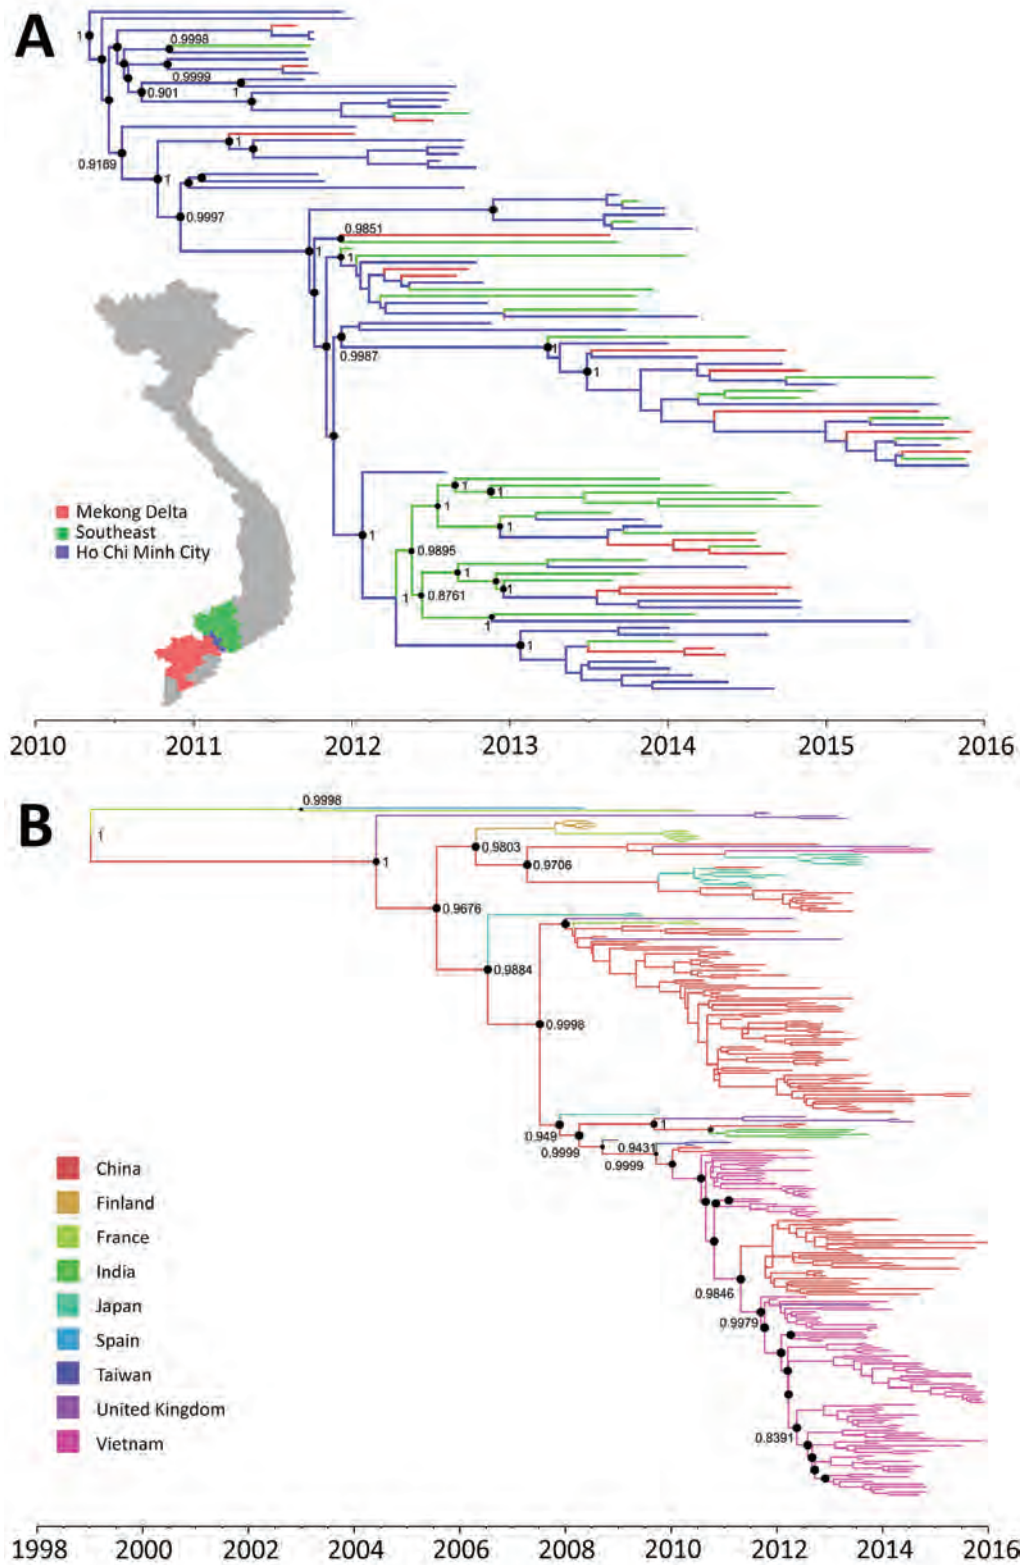 A
1
0.9998
0.9999
0.901
1
0.9189
1
1
0.9997
0.9851
1
1
0.9987
1
1
Mekong Delta
Southeast
Ho Chi Minh City
1
1
1
1
0.9895
1
1
0.8761
1
1
1
2010 2011 2012 2013 2014 2015 2016
B
0.9998
1
0.9803
1
0.9706
0.9676
0.9884
0.9998
1
0.949
0.9431
0.9999
0.9999
China
Finland
France
India
Japan
Spain
Taiwan
United Kingdom
Vietnam
0.9846
0.9979
0.8391
1998 2000 2002 2004 2006 2008 2010 2012 2014 2016